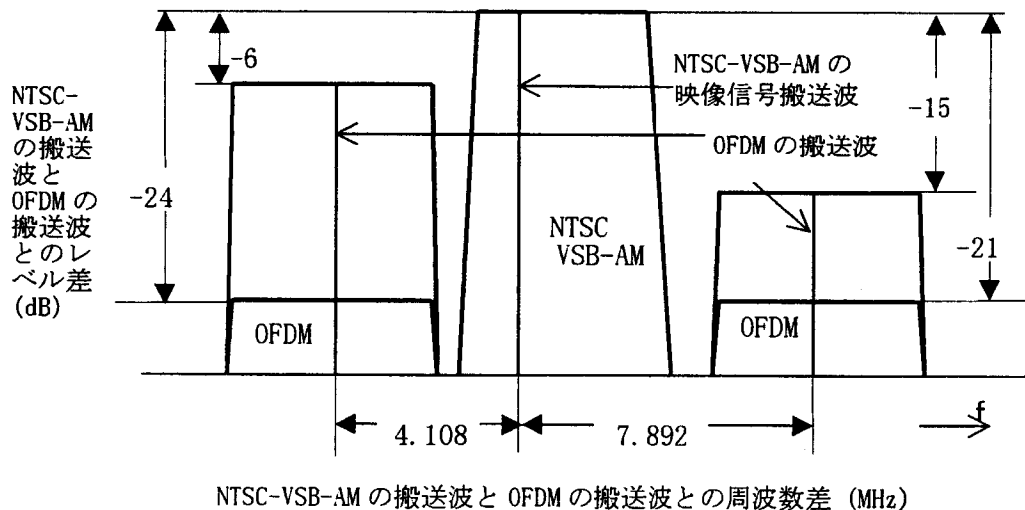 -6
NTSC-VSB-AM の
映像信号搬送波
-15
NTSC-
VSB-AM
の搬送
波と
OFDM の
搬送波
とのレ
ベル差
(dB)
OFDM の搬送波
-24
NTSC
VSB-AM
-21
OFDM
OFDM
f
4.108
7.892
NTSC-VSB-AM の搬送波と OFDM の搬送波との周波数差 (MHz)